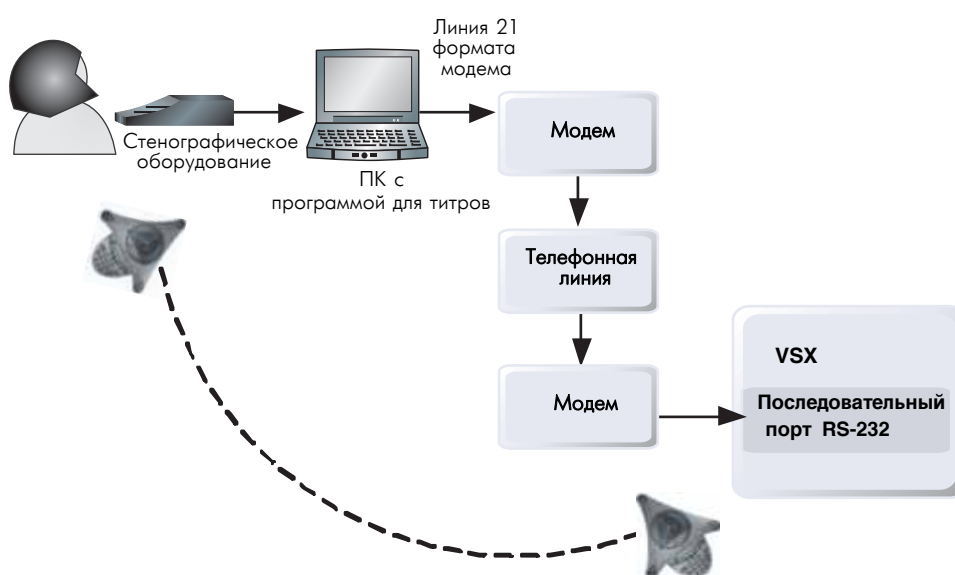 Линия 21
формата
модема
Стенографическое
оборудование
ПК с
программой для титров
Модем
Телефонная
линия
Модем
VSX
Последовательный
порт RS-232